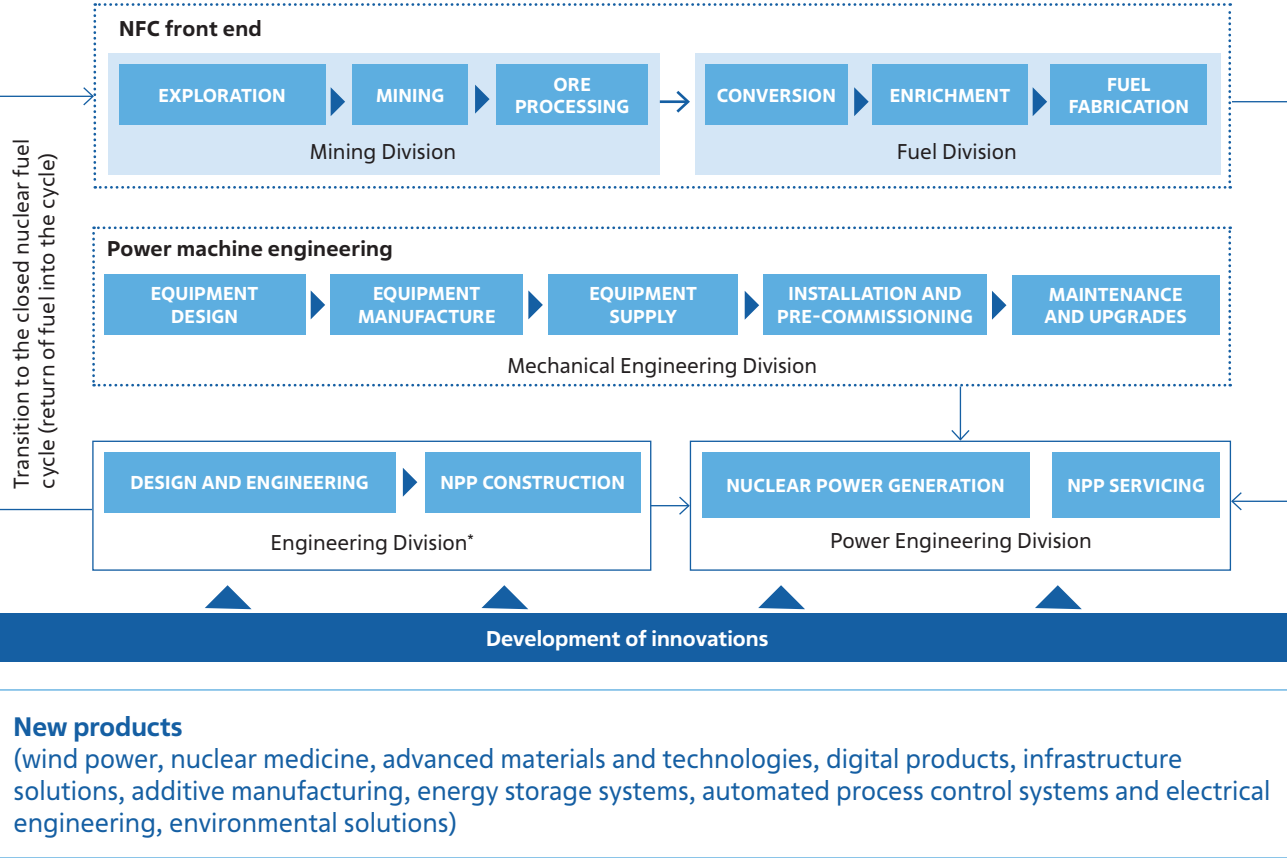 NFC front end
EXPLORATION
MINING
ORE
PROCESSING
CONVERSION
ENRICHMENT
FUEL
FABRICATION
Mining Division
Fuel Division
Transition to the closed nuclear fuel
cycle (return of fuel into the cycle)
Power machine engineering
EQUIPMENT
DESIGN
EQUIPMENT
MANUFACTURE
EQUIPMENT
SUPPLY
INSTALLATION AND
PRE-COMMISSIONING
MAINTENANCE
AND UPGRADES
Mechanical Engineering Division
DESIGN AND ENGINEERING
NPP CONSTRUCTION
Engineering Division*
NUCLEAR POWER GENERATION
NPP SERVICING
Power Engineering Division
Development of innovations
New products
(wind power, nuclear medicine, advanced materials and technologies, digital products, infrastructure
solutions, additive manufacturing, energy storage systems, automated process control systems and electrical
engineering, environmental solutions)